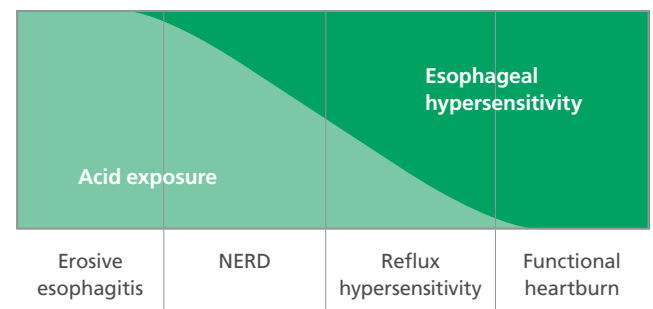 Esophageal
hypersensitivity
Acid exposure
Erosive
esophagitis
NERD
Reflux
hypersensitivity
Functional
heartburn